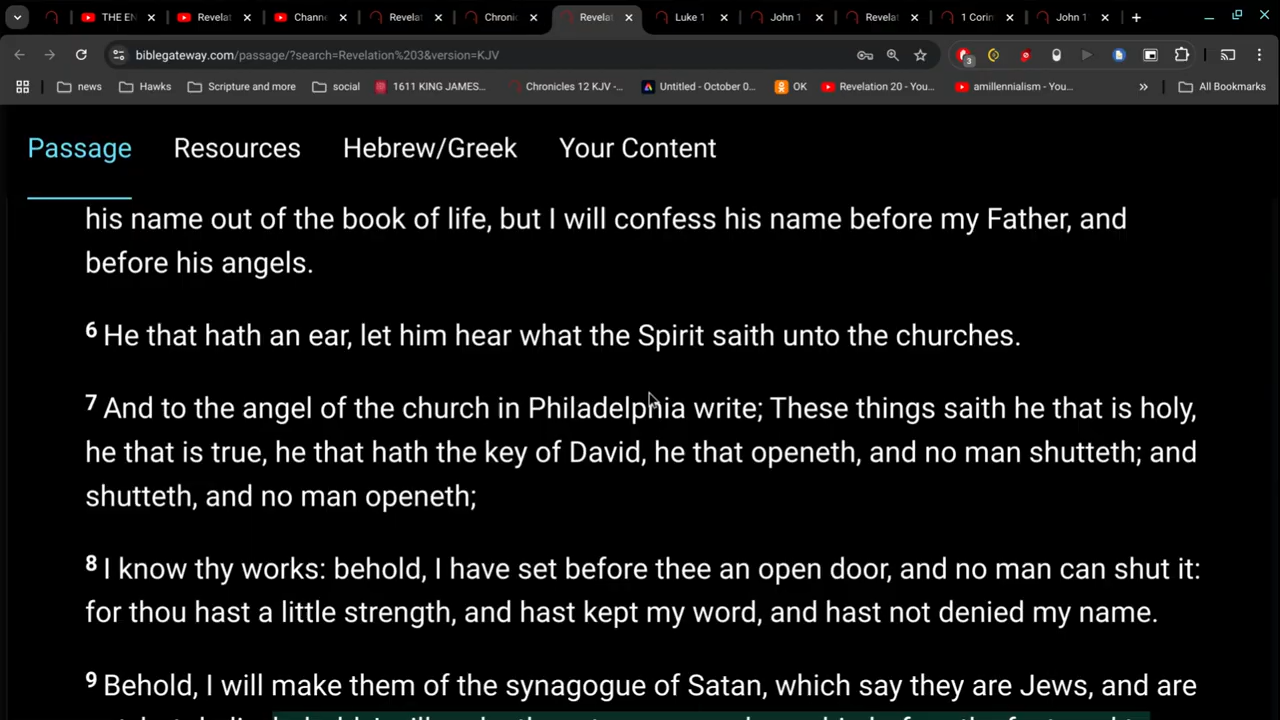 THE EN
Revelat
Chann
Revelat
Chronic
Revelat
Luke 1
John 1
Revelat
1 Corin
John 1
biblegateway.com/passage/?search=Revelation%203&version=KJV
3
news
Hawks
Scripture and more
social
1611 KING JAMES...
Chronicles 12 KJV -...
Untitled - October 0...
OK
Revelation 20 - You...
amillennialism - You...
»
All Bookmarks
Passage
Resources
Hebrew/Greek
Your Content
his name out of the book of life, but I will confess his name before my Father, and
before his angels.
6 He that hath an ear, let him hear what the Spirit saith unto the churches.
7 And to the angel of the church in Philadelphia write; These things saith he that is holy,
he that is true, he that hath the key of David, he that openeth, and no man shutteth; and
shutteth, and no man openeth;
8 I know thy works: behold, I have set before thee an open door, and no man can shut it:
for thou hast a little strength, and hast kept my word, and hast not denied my name.
9 Behold, I will make them of the synagogue of Satan, which say they are Jews, and are